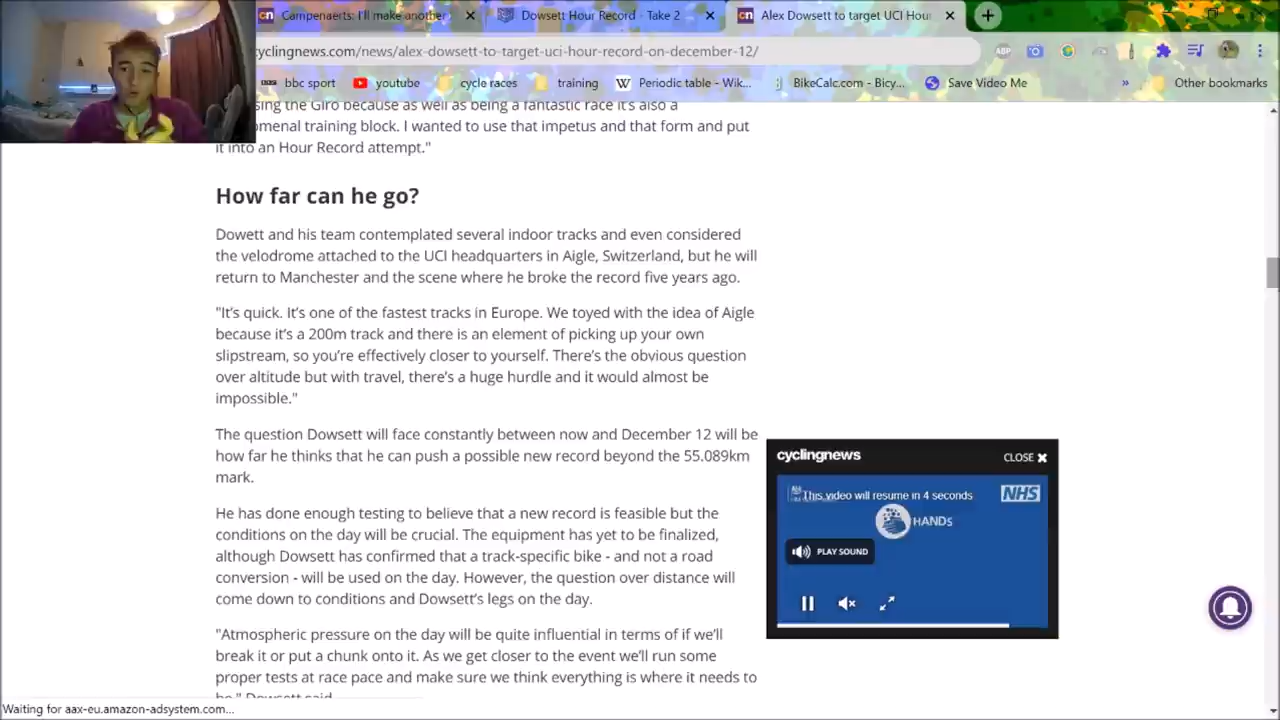 Campenaerts: I'll make another
Dowsett Hour Record - Take 2
Alex Dowsett to target UCI Hour
cyclingnews.com/news/alex-dowsett-to-target-uci-hour-record-on-december-12/
ABP
BBC bbc sport
youtube
cycle races
training
W Periodic table - Wik...
BikeCalc.com - Bicy...
Save Video Me
»
Other bookmarks
sing the Giro because as well as being a fantastic race it's also a
omenal training block. I wanted to use that impetus and that form and put
it into an Hour Record attempt."
How far can he go?
Dowett and his team contemplated several indoor tracks and even considered
the velodrome attached to the UCI headquarters in Aigle, Switzerland, but he will
return to Manchester and the scene where he broke the record five years ago.
"It's quick. It's one of the fastest tracks in Europe. We toyed with the idea of Aigle
because it's a 200m track and there is an element of picking up your own
slipstream, so you're effectively closer to yourself. There's the obvious question
over altitude but with travel, there's a huge hurdle and it would almost be
impossible."
The question Dowsett will face constantly between now and December 12 will be
how far he thinks that he can push a possible new record beyond the 55.089km
mark.
He has done enough testing to believe that a new record is feasible but the
conditions on the day will be crucial. The equipment has yet to be finalized,
although Dowsett has confirmed that a track-specific bike - and not a road
conversion - will be used on the day. However, the question over distance will
come down to conditions and Dowsett's legs on the day.
"Atmospheric pressure on the day will be quite influential in terms of if we'll
break it or put a chunk onto it. As we get closer to the event we'll run some
proper tests at race pace and make sure we think everything is where it needs to
be," Dowsett said.
cyclingnews
CLOSE
This video will resume in 4 seconds
NHS
HANDs
PLAY SOUND
Waiting for aax-eu.amazon-adsystem.com...